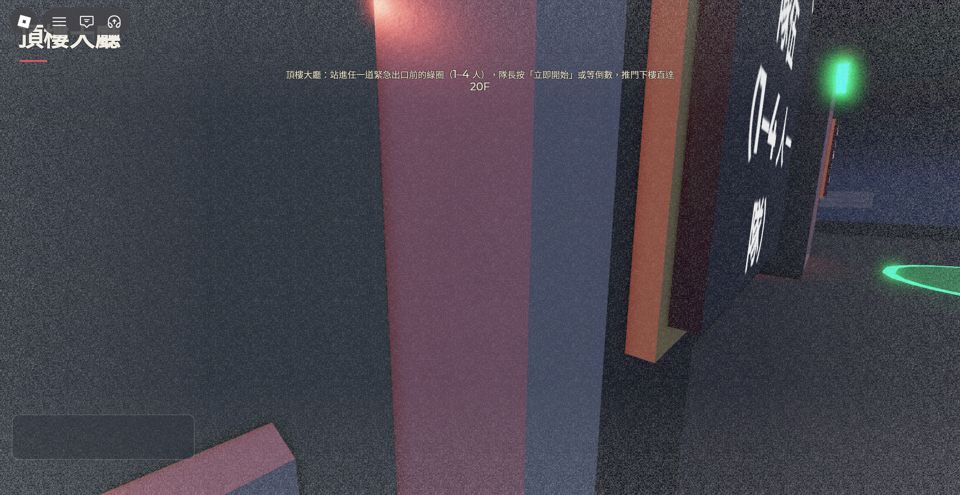 頂樓大廳
頂樓大廳：站進任一道緊急出口前的綠圈（1–4 人），隊長按「立即開始」或等倒數，推門下樓直達
20F
(1–4 人一
隊)